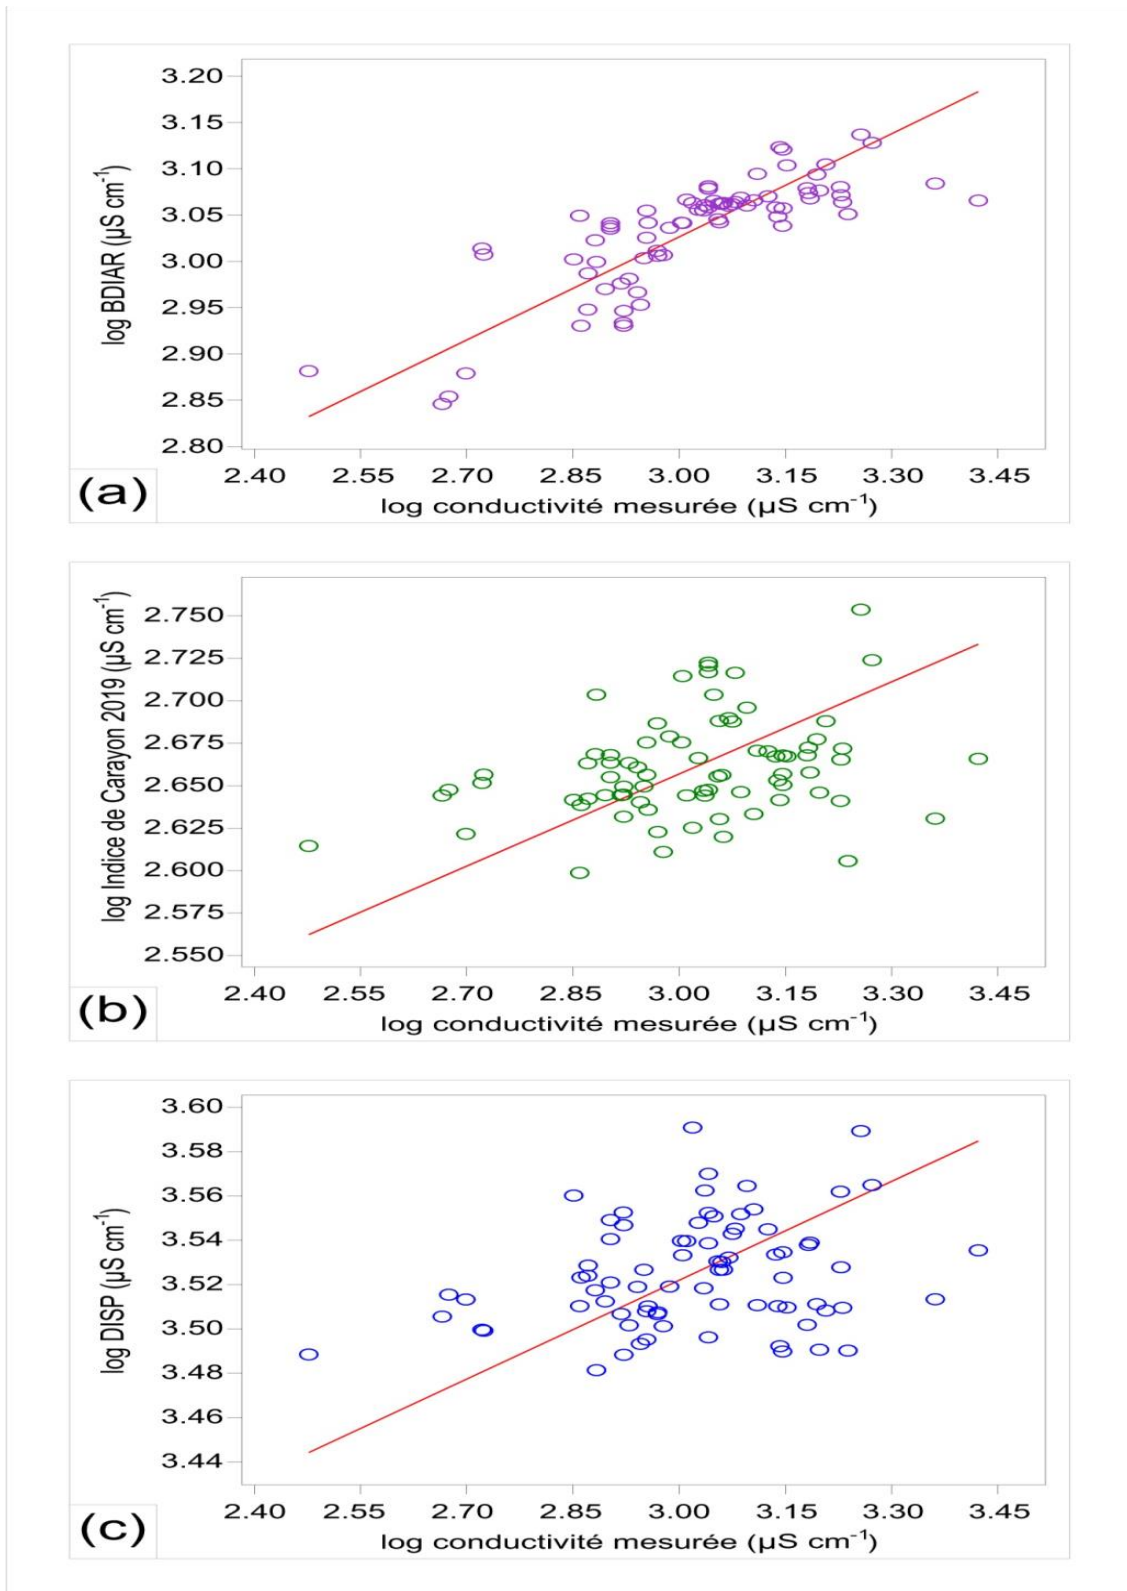 log BDIAR (µS cm⁻¹)
3.20
3.15
3.10
3.05
3.00
2.95
2.90
2.85
2.80
2.40 2.55 2.70 2.85 3.00 3.15 3.30 3.45
(a)
log conductivité mesurée (µS cm⁻¹)
log Indice de Carayon 2019 (µS cm⁻¹)
2.750
2.725
2.700
2.675
2.650
2.625
2.600
2.575
2.550
2.40 2.55 2.70 2.85 3.00 3.15 3.30 3.45
(b)
log conductivité mesurée (µS cm⁻¹)
log DISP (µS cm⁻¹)
3.60
3.58
3.56
3.54
3.52
3.50
3.48
3.46
3.44
2.40 2.55 2.70 2.85 3.00 3.15 3.30 3.45
(c)
log conductivité mesurée (µS cm⁻¹)